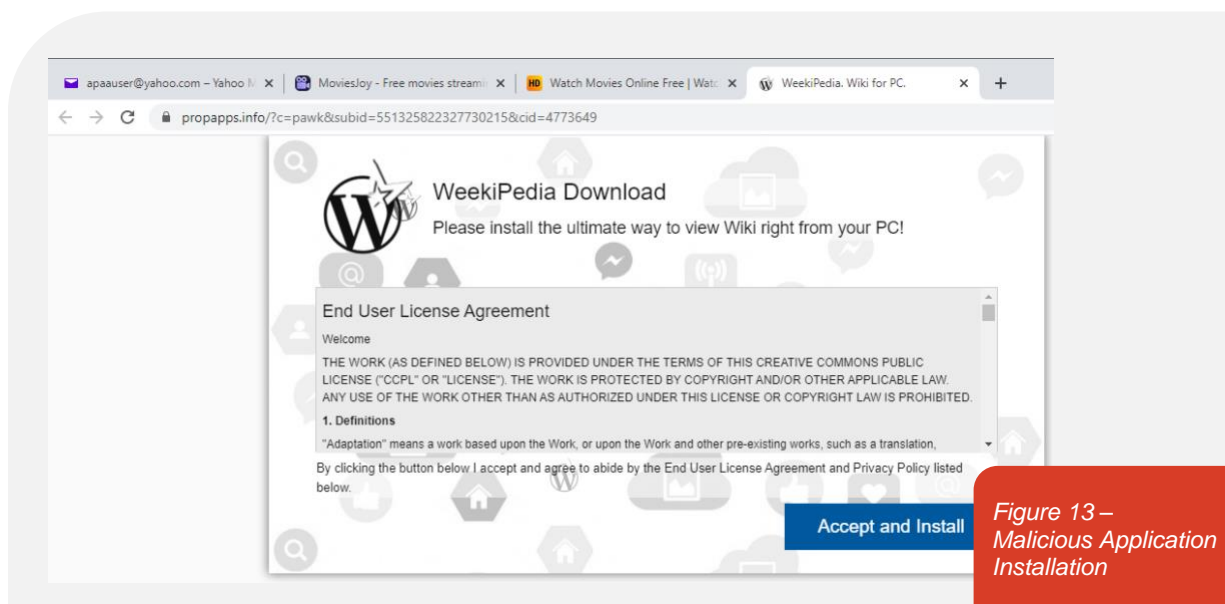 apaauser@yahoo.com – Yahoo M
MoviesJoy - Free movies streami
HD Watch Movies Online Free | Watc
WeekiPedia. Wiki for PC.
propapps.info/?c=pawk&subid=551325822327730215&cid=4773649
W
WeekiPedia Download
Please install the ultimate way to view Wiki right from your PC!
End User License Agreement
Welcome
THE WORK (AS DEFINED BELOW) IS PROVIDED UNDER THE TERMS OF THIS CREATIVE COMMONS PUBLIC
LICENSE ("CCPL" OR "LICENSE"). THE WORK IS PROTECTED BY COPYRIGHT AND/OR OTHER APPLICABLE LAW.
ANY USE OF THE WORK OTHER THAN AS AUTHORIZED UNDER THIS LICENSE OR COPYRIGHT LAW IS PROHIBITED.
1. Definitions
"Adaptation" means a work based upon the Work, or upon the Work and other pre-existing works, such as a translation,
By clicking the button below I accept and agree to abide by the End User License Agreement and Privacy Policy listed
below.
Accept and Install
Figure 13 –
Malicious Application
Installation